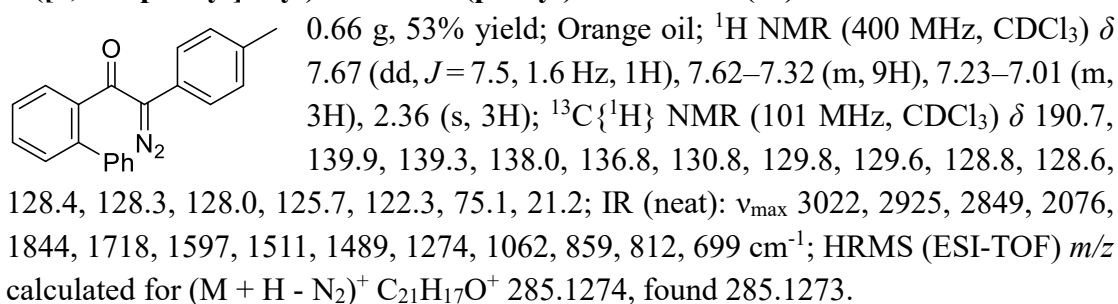 O
N₂
Ph
0.66 g, 53% yield; Orange oil; ¹H NMR (400 MHz, CDCl₃) δ
7.67 (dd, J = 7.5, 1.6 Hz, 1H), 7.62–7.32 (m, 9H), 7.23–7.01 (m,
3H), 2.36 (s, 3H); ¹³C{¹H} NMR (101 MHz, CDCl₃) δ 190.7,
139.9, 139.3, 138.0, 136.8, 130.8, 129.8, 129.6, 128.8, 128.6,
128.4, 128.3, 128.0, 125.7, 122.3, 75.1, 21.2; IR (neat): νmax 3022, 2925, 2849, 2076,
1844, 1718, 1597, 1511, 1489, 1274, 1062, 859, 812, 699 cm⁻¹; HRMS (ESI-TOF) m/z
calculated for (M + H - N₂)⁺ C₂₁H₁₇O⁺ 285.1274, found 285.1273.